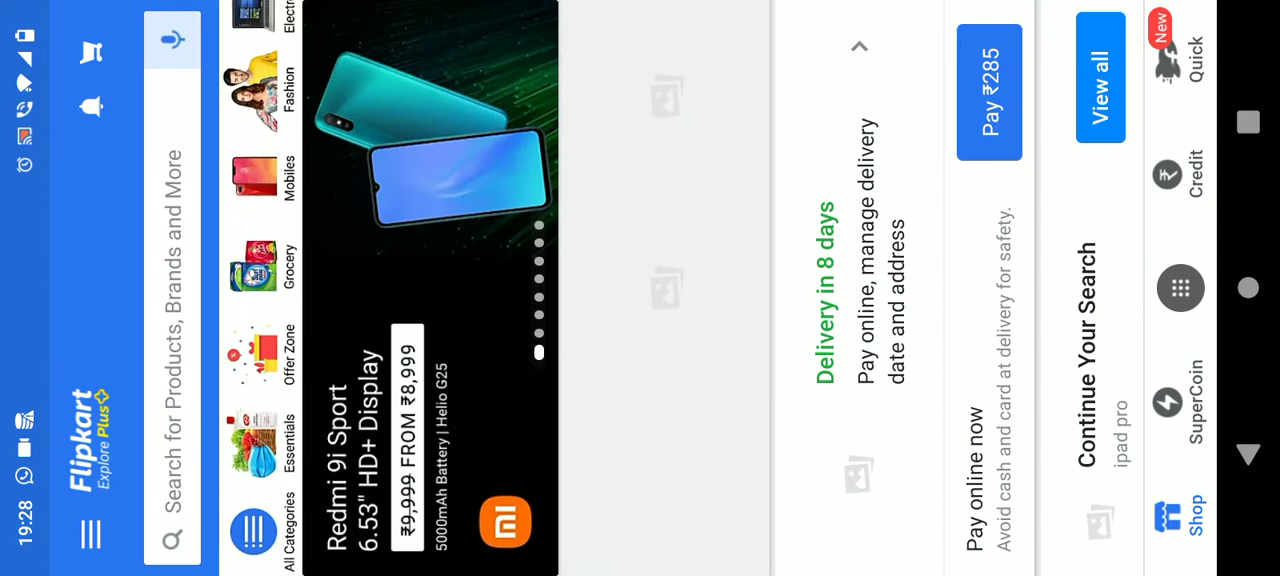 19:28
Flipkart
Explore Plus
Search for Products, Brands and More
All Categories
Essentials
Offer Zone
Grocery
Mobiles
Fashion
Electr
Redmi 9i Sport
6.53" HD+ Display
₹9,999 FROM ₹8,999
5000mAh Battery | Helio G25
Delivery in 8 days
Pay online, manage delivery
date and address
Pay online now
Avoid cash and card at delivery for safety.
Pay ₹285
Continue Your Search
ipad pro
View all
Shop
SuperCoin
Credit
New
Quick